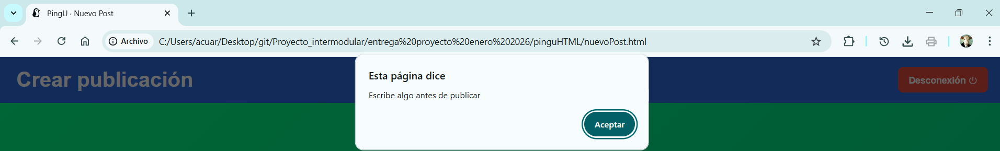 PingU · Nuevo Post
Archivo
C:/Users/acuar/Desktop/git/Proyecto_intermodular/entrega%20proyecto%20enero%202026/pinguHTML/nuevoPost.html
Crear publicación
Esta página dice
Escribe algo antes de publicar
Aceptar
Desconexión